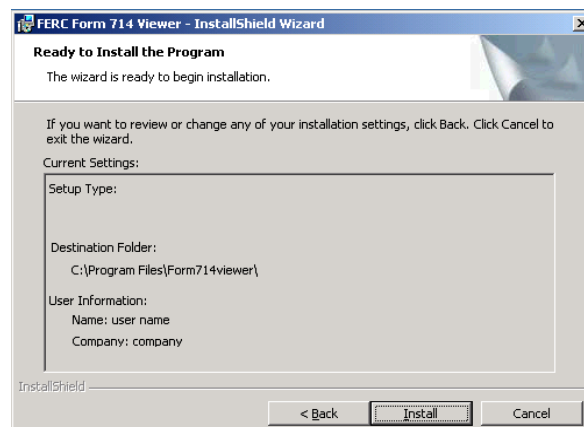 FERC Form 714 Viewer - InstallShield Wizard
Ready to Install the Program
The wizard is ready to begin installation.
If you want to review or change any of your installation settings, click Back. Click Cancel to
exit the wizard.
Current Settings:
Setup Type:
Destination Folder:
C:\Program Files\Form714viewer\
User Information:
Name: user name
Company: company
InstallShield
< Back
Install
Cancel